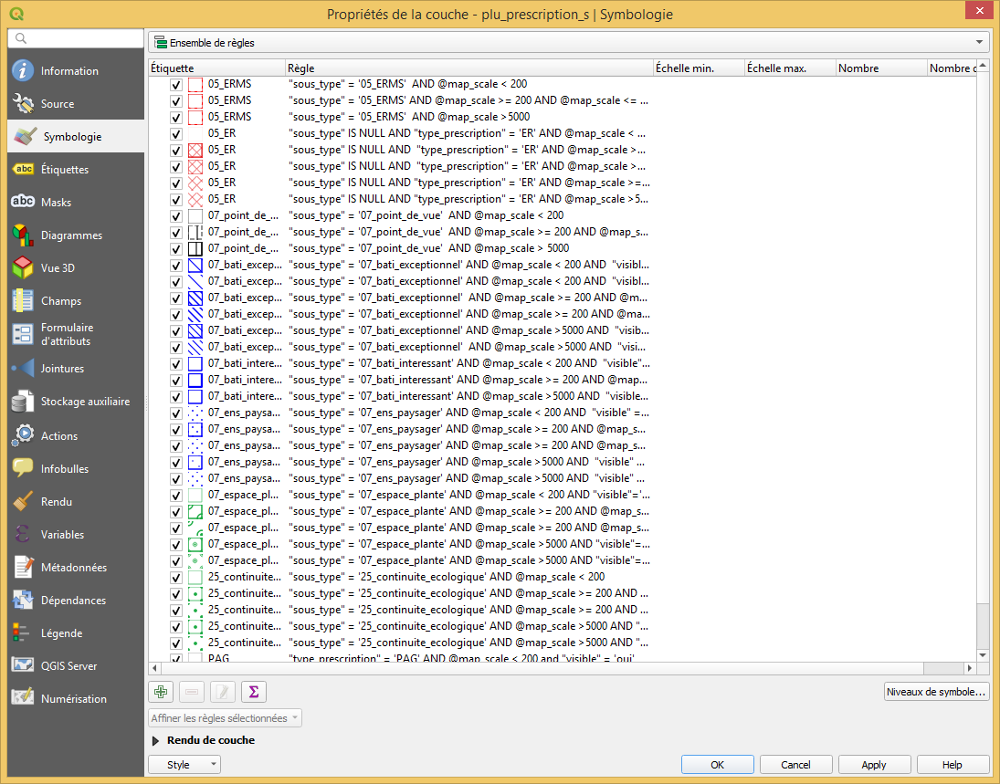 Propriétés de la couche - plu_prescription_s | Symbologie
Ensemble de règles
Information
Source
Symbologie
abc Étiquettes
abc Masks
Diagrammes
Vue 3D
Champs
Formulaire
d'attributs
Jointures
Stockage auxiliaire
Actions
Infobulles
Rendu
Variables
Métadonnées
Dépendances
Légende
QGIS Server
Numérisation
Étiquette Règle Échelle min. Échelle max. Nombre Nombre d
05_ERMS "sous_type" = '05_ERMS' AND @map_scale < 200
05_ERMS "sous_type" = '05_ERMS' AND @map_scale >= 200 AND @map_scale <= ...
05_ERMS "sous_type" = '05_ERMS' AND @map_scale >5000
05_ER "sous_type" IS NULL AND "type_prescription" = 'ER' AND @map_scale < ...
05_ER "sous_type" IS NULL AND "type_prescription" = 'ER' AND @map_scale >...
05_ER "sous_type" IS NULL AND "type_prescription" = 'ER' AND @map_scale >...
05_ER "sous_type" IS NULL AND "type_prescription" = 'ER' AND @map_scale >=...
05_ER "sous_type" IS NULL AND "type_prescription" = 'ER' AND @map_scale >5...
07_point_de_... "sous_type" = '07_point_de_vue' AND @map_scale < 200
07_point_de_... "sous_type" = '07_point_de_vue' AND @map_scale >= 200 AND @map_s...
07_point_de_... "sous_type" = '07_point_de_vue' AND @map_scale > 5000
07_bati_excep... "sous_type" = '07_bati_exceptionnel' AND @map_scale < 200 AND "visibl...
07_bati_excep... "sous_type" = '07_bati_exceptionnel' AND @map_scale < 200 AND "visibl...
07_bati_excep... "sous_type" = '07_bati_exceptionnel' AND @map_scale >= 200 AND @m...
07_bati_excep... "sous_type" = '07_bati_exceptionnel' AND @map_scale >= 200 AND @ma...
07_bati_excep... "sous_type" = '07_bati_exceptionnel' AND @map_scale >5000 AND "visib...
07_bati_excep... "sous_type" = '07_bati_exceptionnel' AND @map_scale >5000 AND "visi...
07_bati_intere... "sous_type" = '07_bati_interessant' AND @map_scale < 200 AND "visible"...
07_bati_intere... "sous_type" = '07_bati_interessant' AND @map_scale >= 200 AND @map...
07_bati_intere... "sous_type" = '07_bati_interessant' AND @map_scale >5000 AND "visible...
07_ens_paysa... "sous_type" = '07_ens_paysager' AND @map_scale < 200 AND "visible" =...
07_ens_paysa... "sous_type" = '07_ens_paysager' AND @map_scale >= 200 AND @map_s...
07_ens_paysa... "sous_type" = '07_ens_paysager' AND @map_scale >= 200 AND @map_s...
07_ens_paysa... "sous_type" = '07_ens_paysager' AND @map_scale >5000 AND "visible" ...
07_ens_paysa... "sous_type" = '07_ens_paysager' AND @map_scale >5000 AND "visible" ...
07_espace_pl... "sous_type" = '07_espace_plante' AND @map_scale < 200 AND "visible"='...
07_espace_pl... "sous_type" = '07_espace_plante' AND @map_scale >= 200 AND @map_s...
07_espace_pl... "sous_type" = '07_espace_plante' AND @map_scale >= 200 AND @map_s...
07_espace_pl... "sous_type" = '07_espace_plante' AND @map_scale >5000 AND "visible"=...
07_espace_pl... "sous_type" = '07_espace_plante' AND @map_scale >5000 AND "visible"=...
25_continuite... "sous_type" = '25_continuite_ecologique' AND @map_scale < 200
25_continuite... "sous_type" = '25_continuite_ecologique' AND @map_scale >= 200 AND ...
25_continuite... "sous_type" = '25_continuite_ecologique' AND @map_scale >= 200 AND ...
25_continuite... "sous_type" = '25_continuite_ecologique' AND @map_scale >5000 AND "...
25_continuite... "sous_type" = '25_continuite_ecologique' AND @map_scale >5000 AND "...
PAG "type_prescription" = 'PAG' AND @map_scale < 200 and "visible" = 'oui'
Σ
Niveaux de symbole...
Affiner les règles sélectionnées
Rendu de couche
Style OK Cancel Apply Help